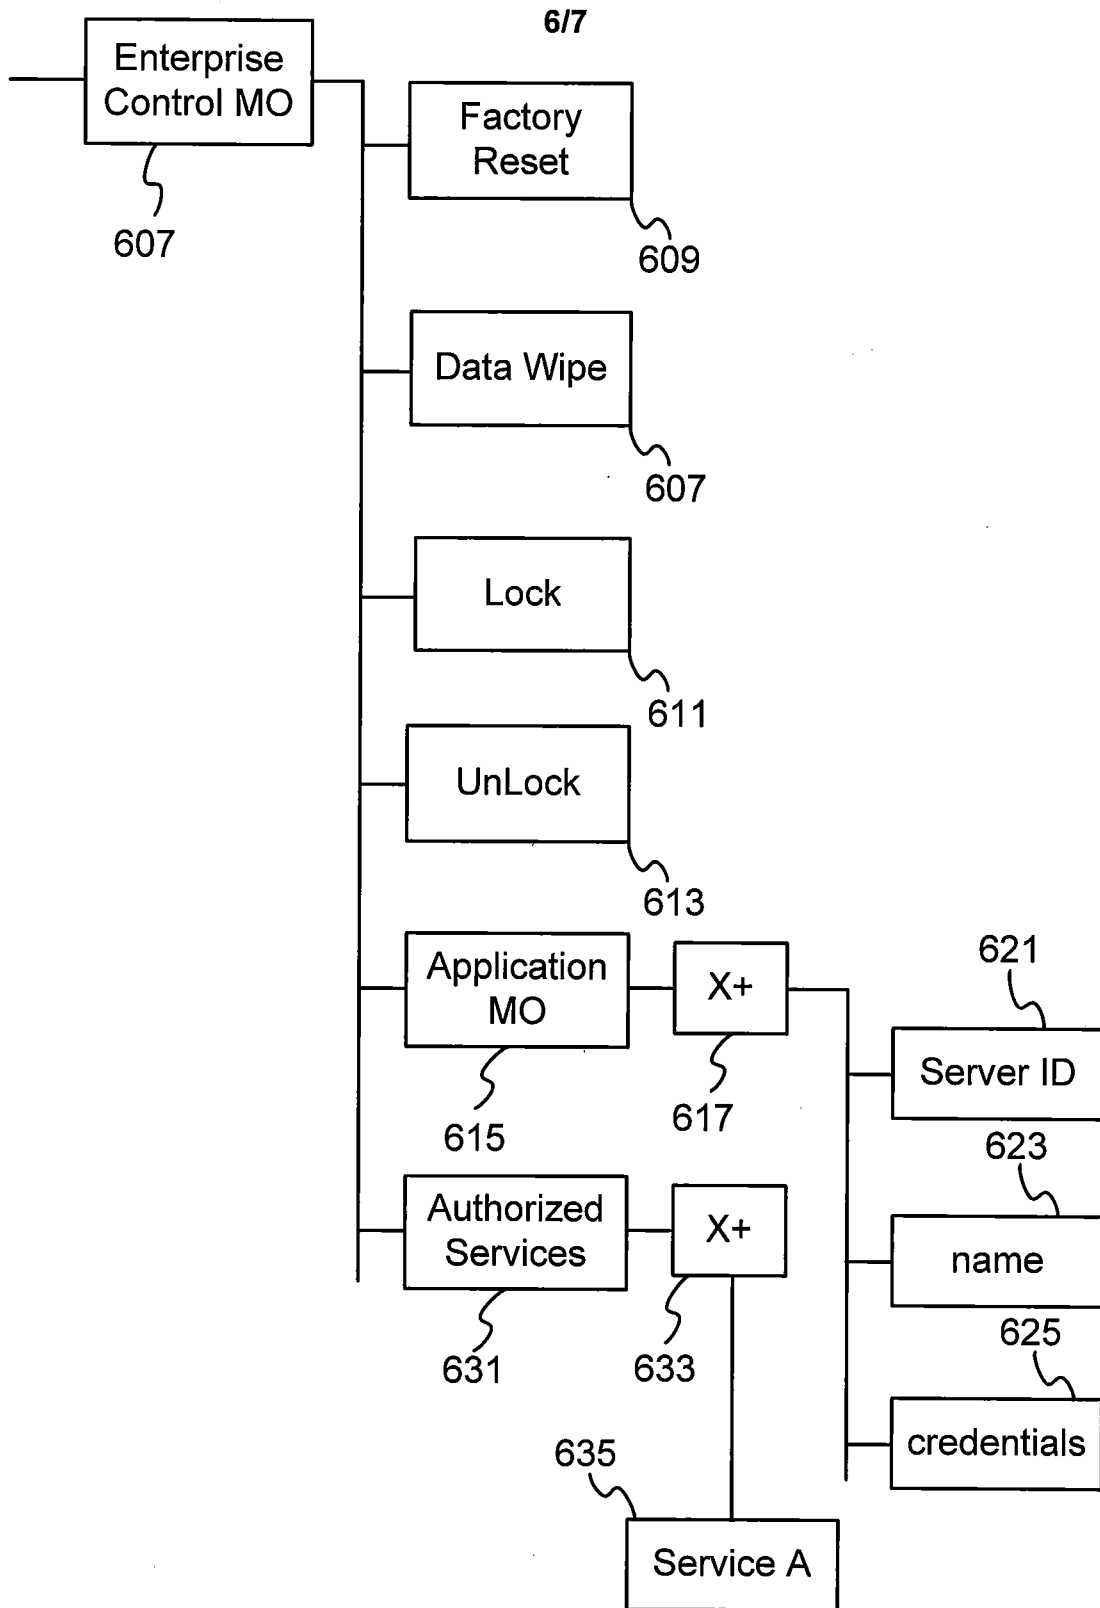 6/7
Enterprise
Control MO
607
Factory
Reset
609
Data Wipe
607
Lock
611
UnLock
613
Application
MO
615
X+
617
621
Server ID
623
name
625
credentials
Authorized
Services
631
X+
633
635
Service A